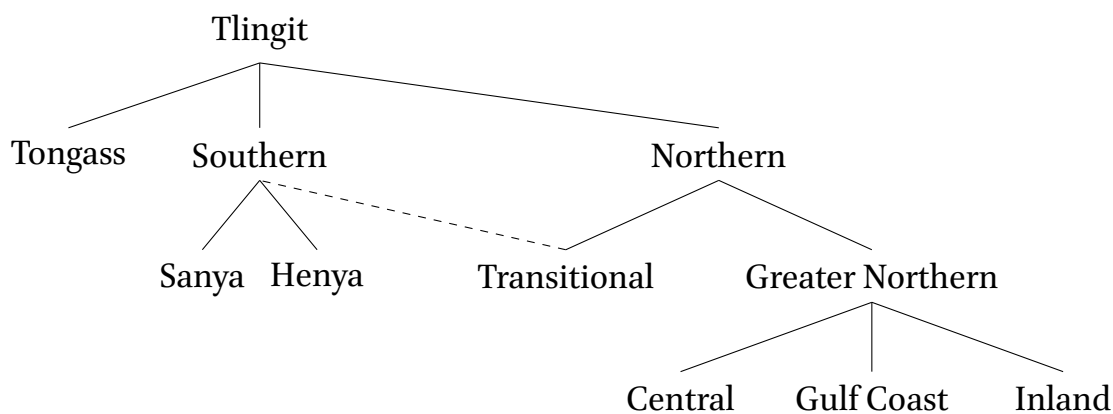 Tlingit
Tongass Southern Northern
Sanya Henya Transitional Greater Northern
Central Gulf Coast Inland